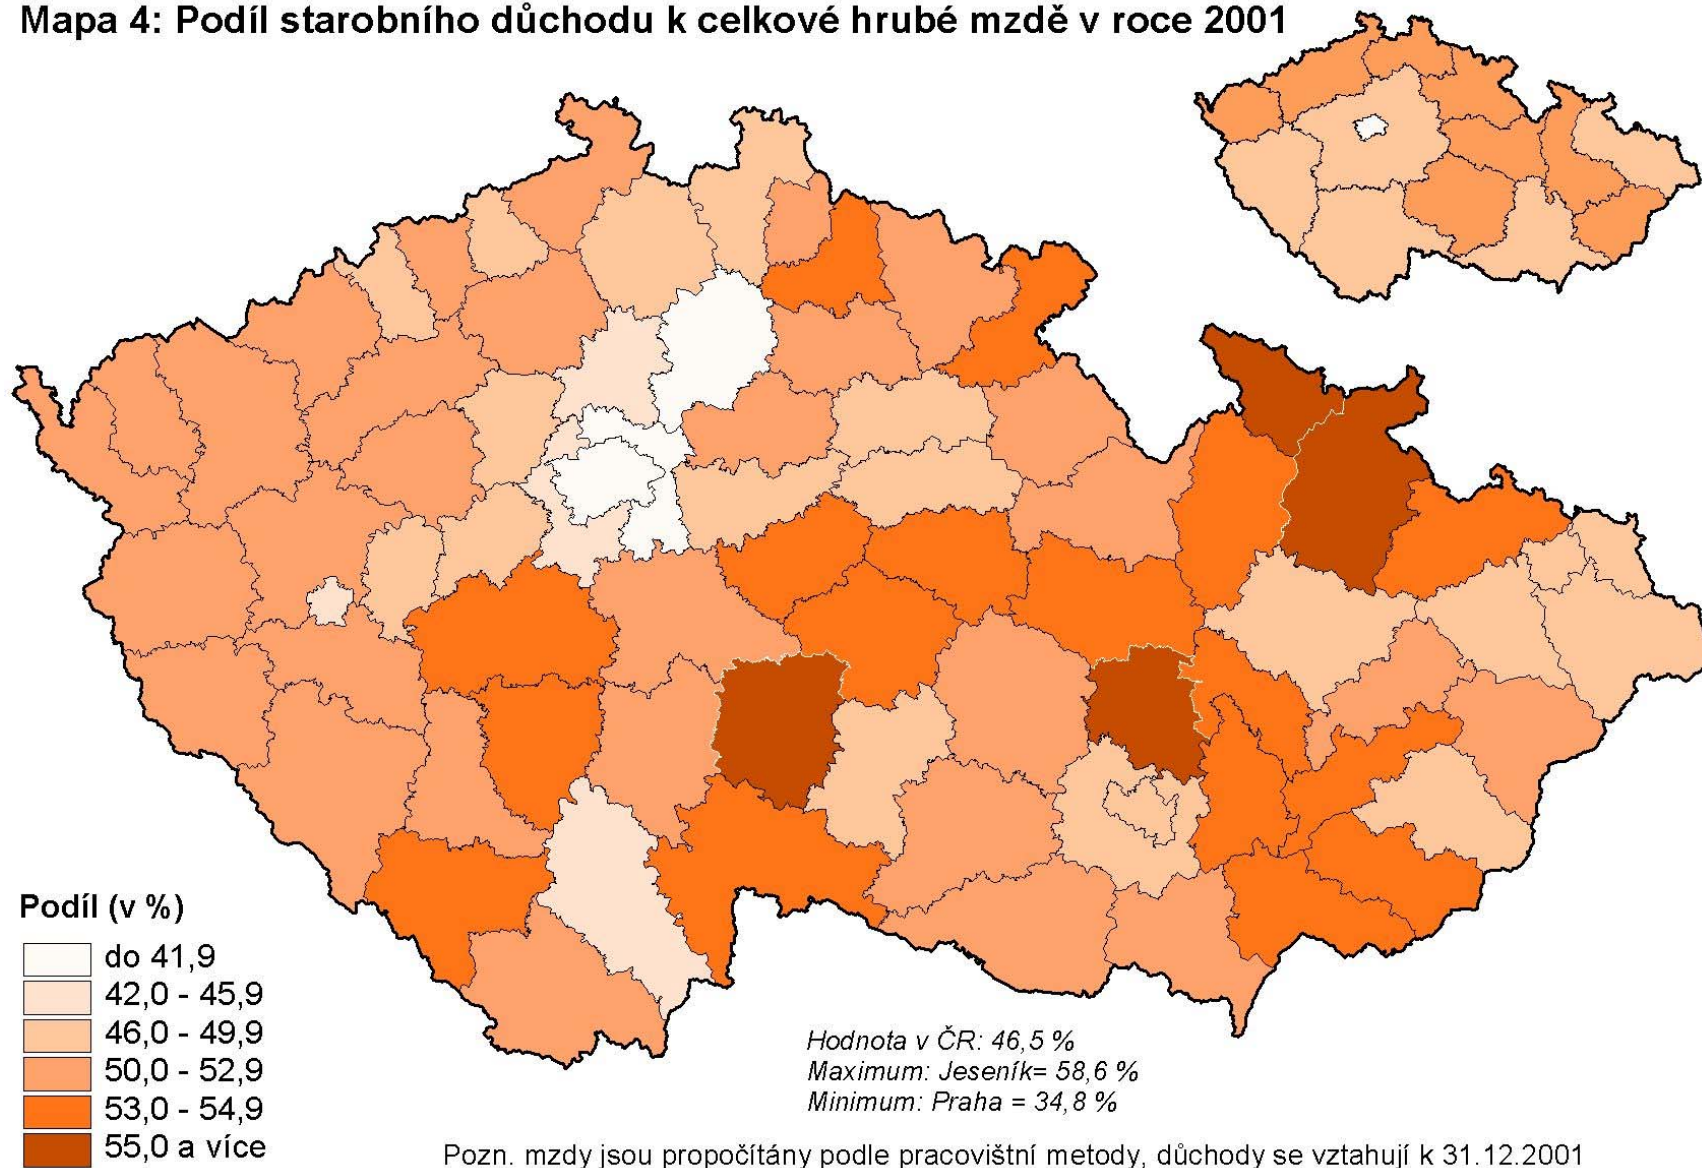 Mapa 4: Podíl starobního důchodu k celkové hrubé mzdě v roce 2001
Podíl (v %)
do 41,9
42,0 - 45,9
46,0 - 49,9
50,0 - 52,9
53,0 - 54,9
55,0 a více
Hodnota v ČR: 46,5 %
Maximum: Jeseník= 58,6 %
Minimum: Praha = 34,8 %
Pozn. mzdy jsou propočítány podle pracovištní metody, důchody se vztahují k 31.12.2001